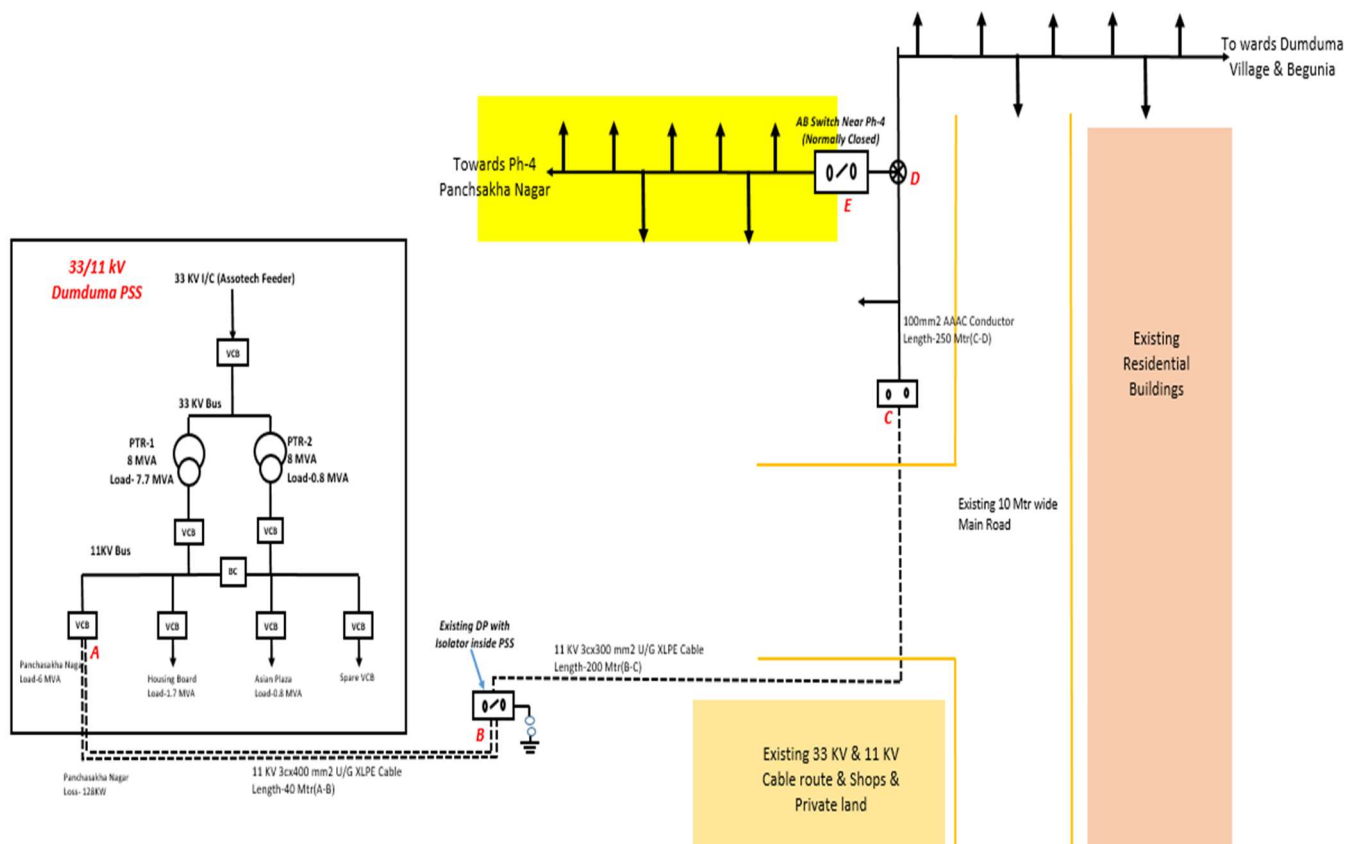 To wards Dumduma
Village & Begunia
AB Switch Near Ph-4
(Normally Closed)
Towards Ph-4
Panchsakha Nagar
D
E
33/11 kV
Dumduma PSS
33 KV I/C (Assotech Feeder)
VCB
33 KV Bus
PTR-1
8 MVA
Load- 7.7 MVA
PTR-2
8 MVA
Load-0.8 MVA
VCB
VCB
11KV Bus
BC
VCB
VCB
VCB
VCB
A
Panchasakha Nagar
Load-6 MVA
Housing Board
Load-1.7 MVA
Asian Plaza
Load-0.8 MVA
Spare VCB
100mm2 AAAC Conductor
Length-250 Mtr(C-D)
C
Existing
Residential
Buildings
Existing 10 Mtr wide
Main Road
Existing DP with
Isolator inside PSS
11 KV 3cx300 mm2 U/G XLPE Cable
Length-200 Mtr(B-C)
B
Panchasakha Nagar
Loss- 128KW
11 KV 3cx400 mm2 U/G XLPE Cable
Length-40 Mtr(A-B)
Existing 33 KV & 11 KV
Cable route & Shops &
Private land